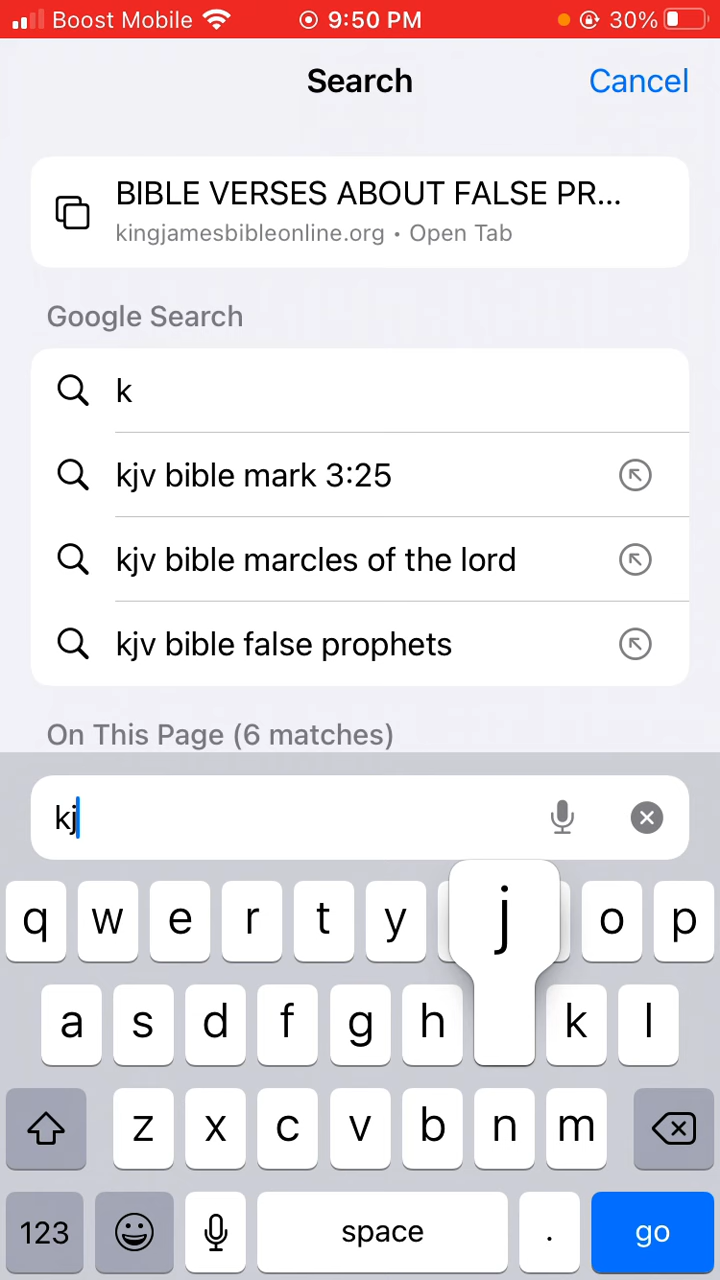 Boost Mobile 9:50 PM 30%
Search Cancel
BIBLE VERSES ABOUT FALSE PR...
kingjamesbibleonline.org • Open Tab
Google Search
k
kjv bible mark 3:25
kjv bible marcles of the lord
kjv bible false prophets
On This Page (6 matches)
kj
q w e r t y j o p
a s d f g h k l
z x c v b n m
123 space . go